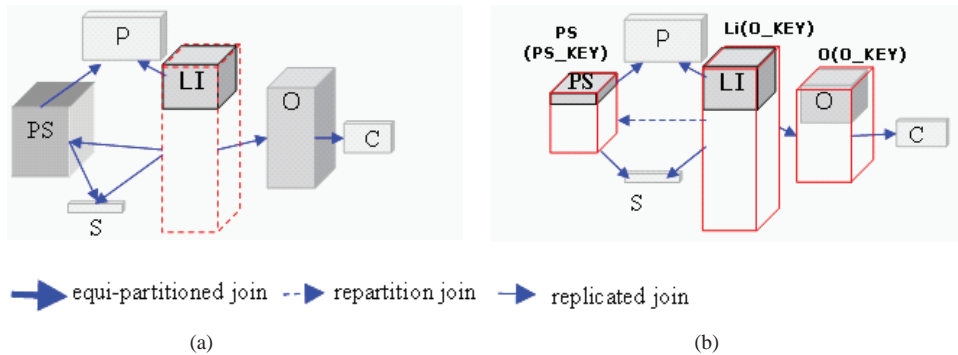 P
LI
PS
O
C
S
PS
(PS_KEY)
P
Li(O_KEY)
O(O_KEY)
PS
LI
O
C
S
equi-partitioned join
repartition join
replicated join
(a)
(b)